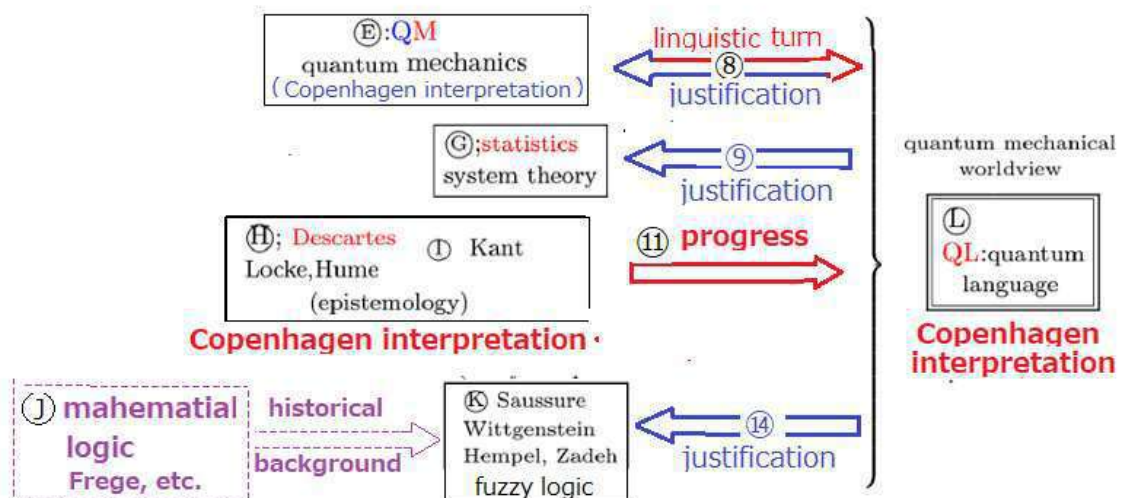 Ⓔ:QM
quantum mechanics
(Copenhagen interpretation)
linguistic turn
⑧
justification
Ⓖ;statistics
system theory
⑨
justification
quantum mechanical
worldview
Ⓗ; Descartes Ⓘ Kant
Locke,Hume
(epistemology)
Copenhagen interpretation
⑪ progress
Ⓛ
QL:quantum
language
Copenhagen
interpretation
Ⓙ mahematial
logic
Frege, etc.
historical
background
Ⓚ Saussure
Wittgenstein
Hempel, Zadeh
fuzzy logic
⑭
justification